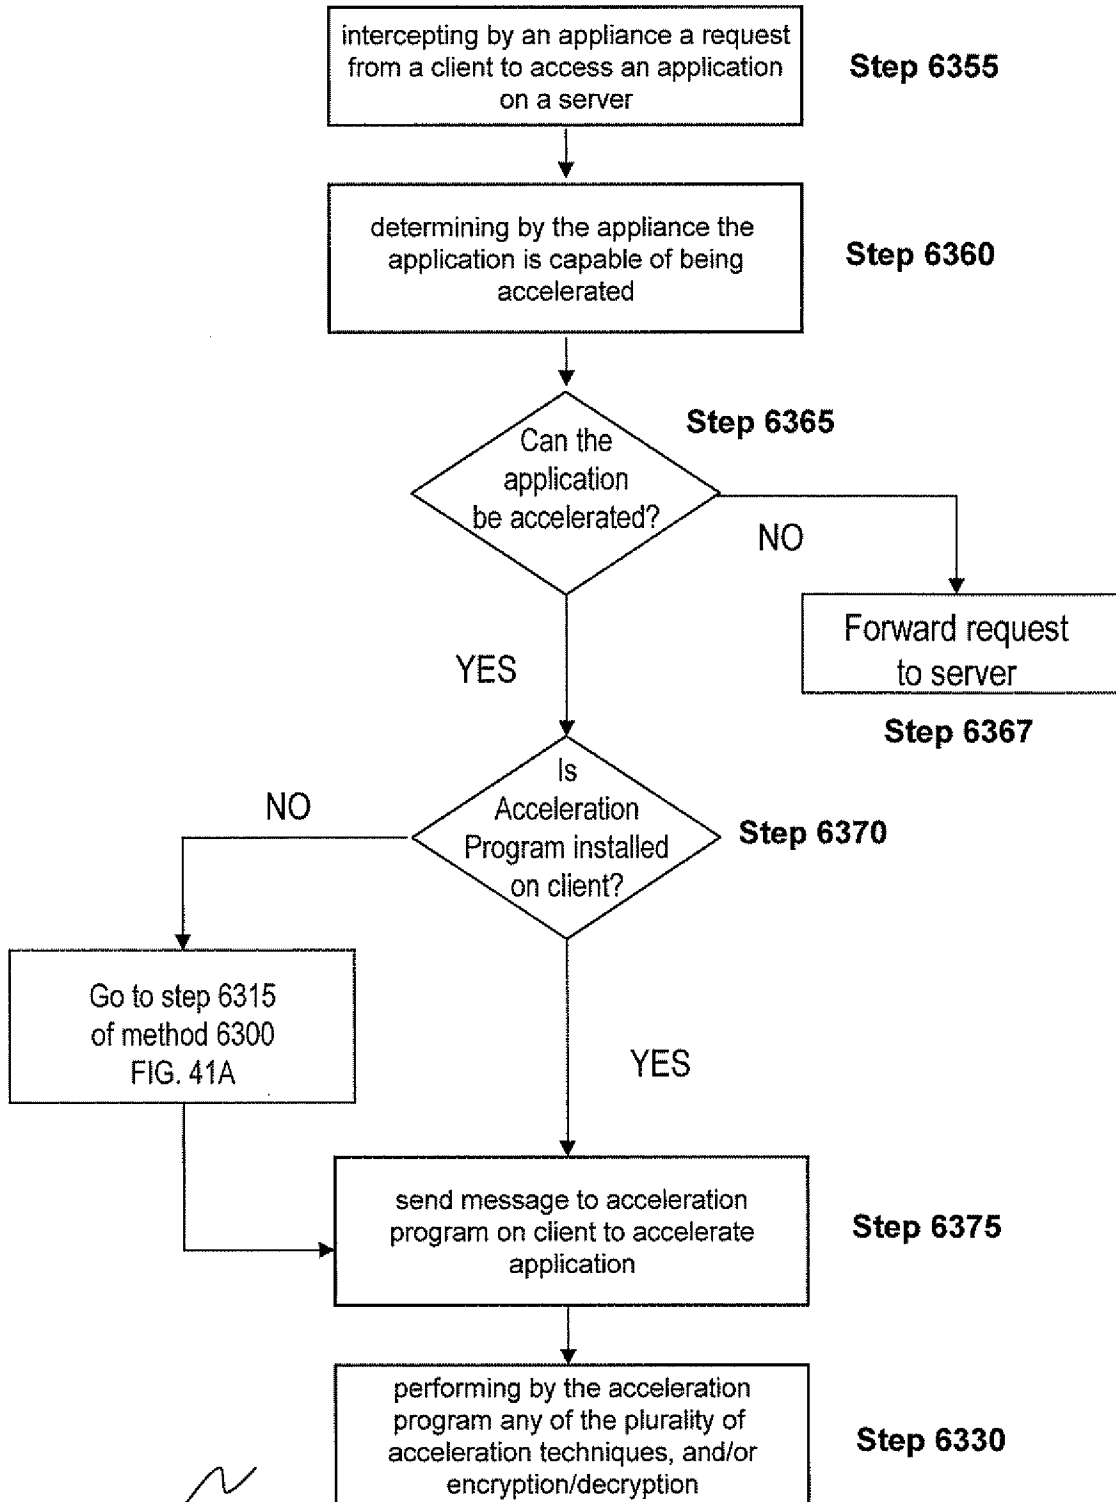 intercepting by an appliance a request
from a client to access an application
on a server
Step 6355
determining by the appliance the
application is capable of being
accelerated
Step 6360
Step 6365
Can the
application
be accelerated?
NO
Forward request
to server
Step 6367
YES
Is
Acceleration
Program installed
on client?
Step 6370
NO
Go to step 6315
of method 6300
FIG. 41A
YES
send message to acceleration
program on client to accelerate
application
Step 6375
performing by the acceleration
program any of the plurality of
acceleration techniques, and/or
encryption/decryption
Step 6330